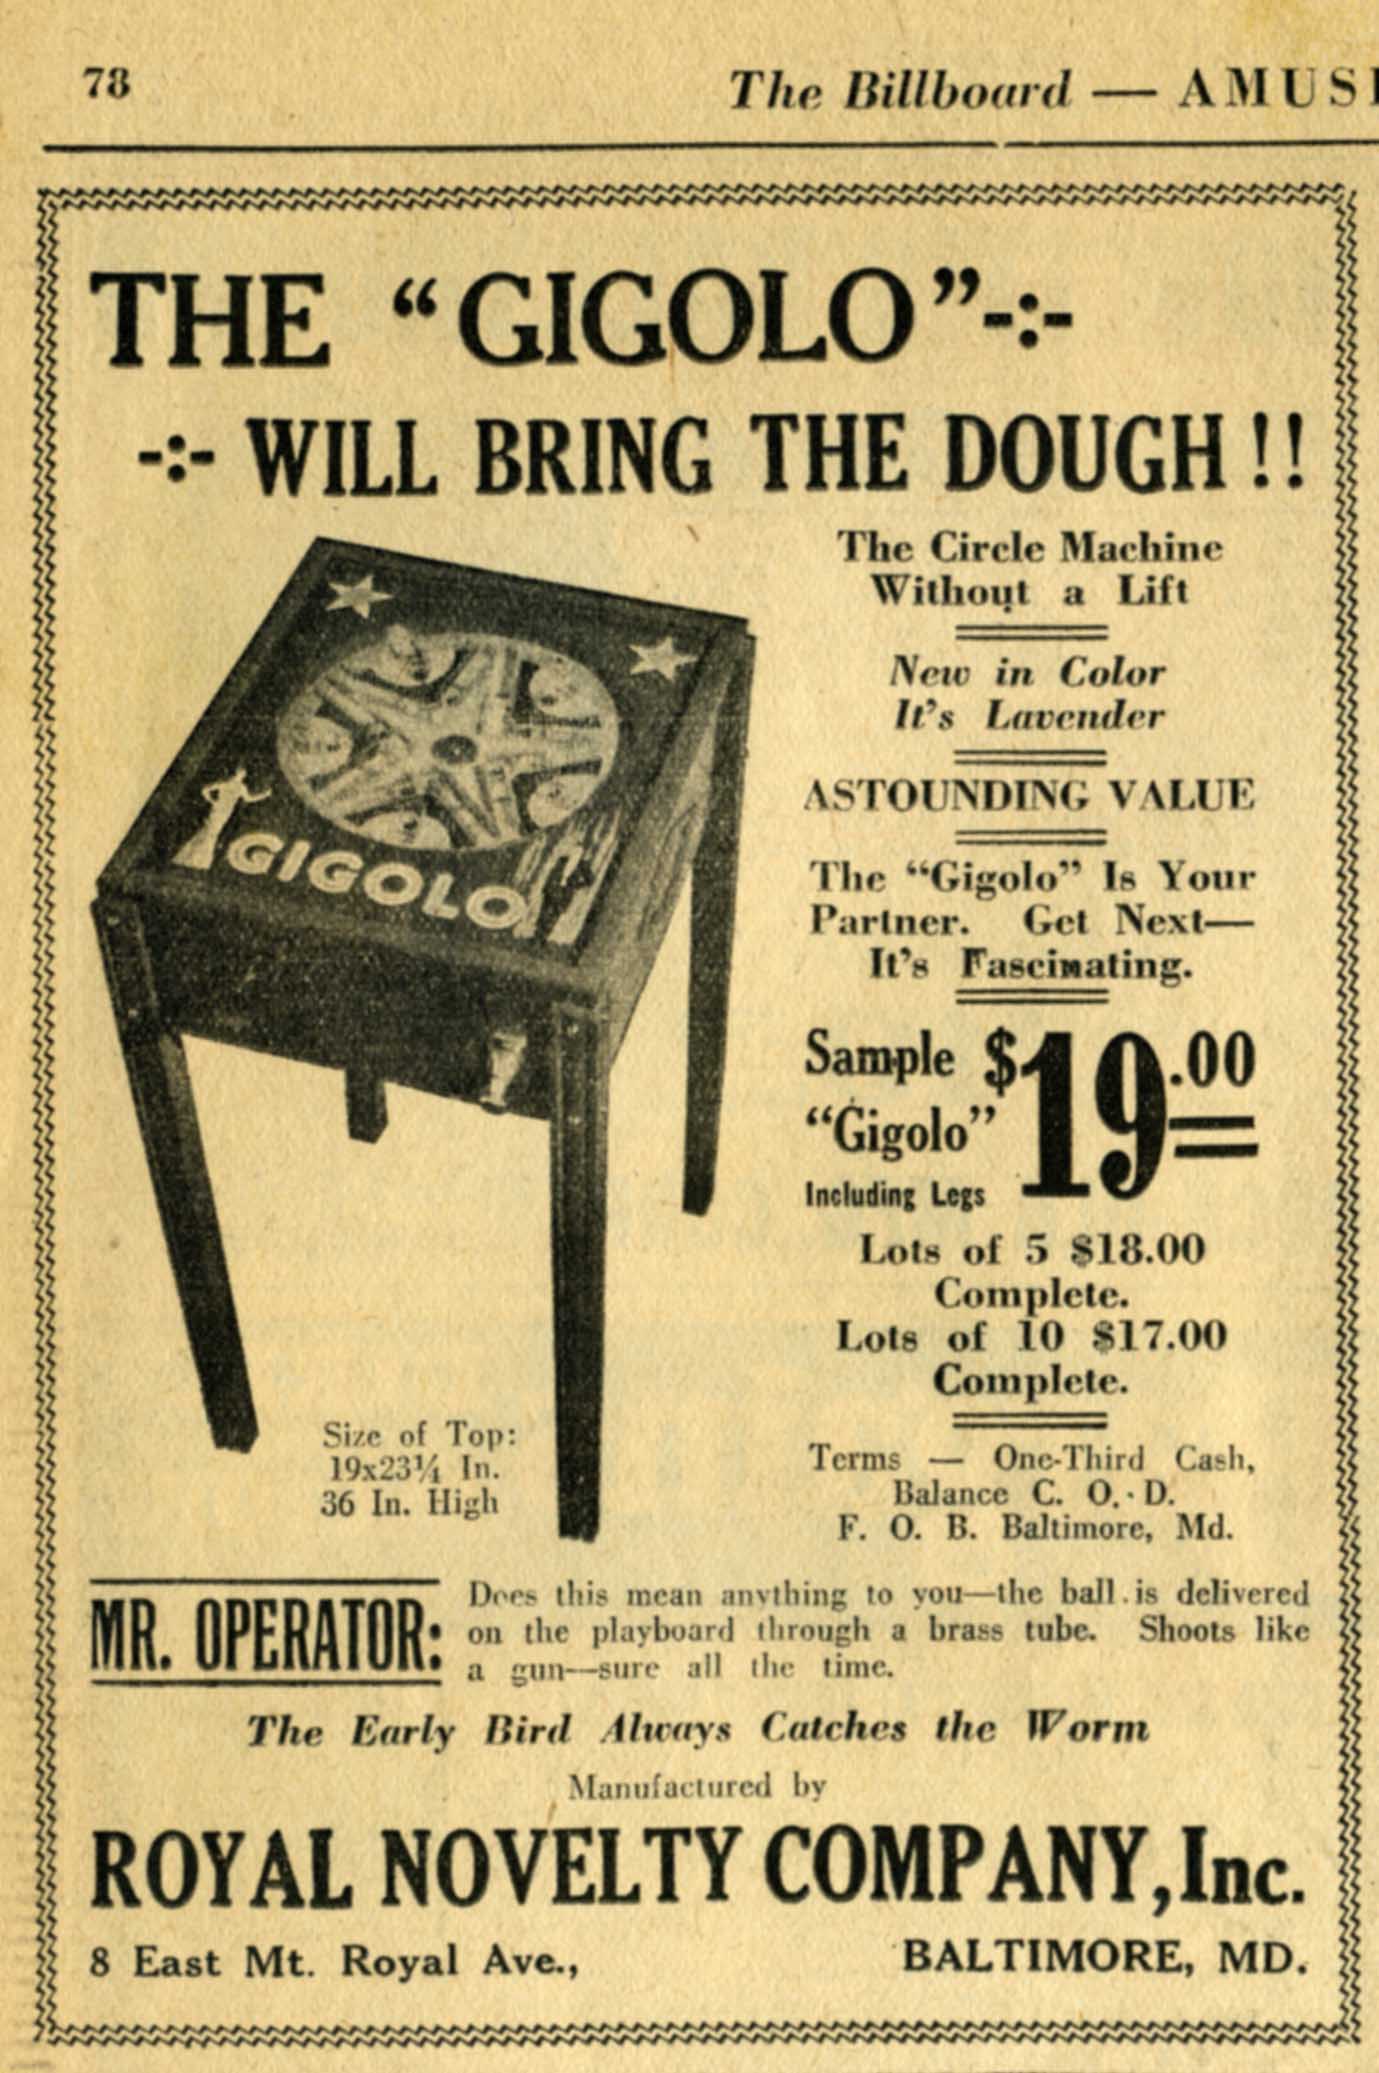 78
The Billboard — AMUS
THE "GIGOLO" -:-
-:- WILL BRING THE DOUGH!!
The Circle Machine
Without a Lift
New in Color
It's Lavender
ASTOUNDING VALUE
The "Gigolo" Is Your
Partner. Get Next—
It's Fascinating.
GIGOLO
Sample $19.00
"Gigolo"
Including Legs
Lots of 5 $18.00
Complete.
Lots of 10 $17.00
Complete.
Size of Top:
19x23¼ In.
36 In. High
Terms — One-Third Cash,
Balance C. O. D.
F. O. B. Baltimore, Md.
MR. OPERATOR:
Does this mean anything to you—the ball is delivered
on the playboard through a brass tube. Shoots like
a gun—sure all the time.
The Early Bird Always Catches the Worm
Manufactured by
ROYAL NOVELTY COMPANY, Inc.
8 East Mt. Royal Ave., BALTIMORE, MD.